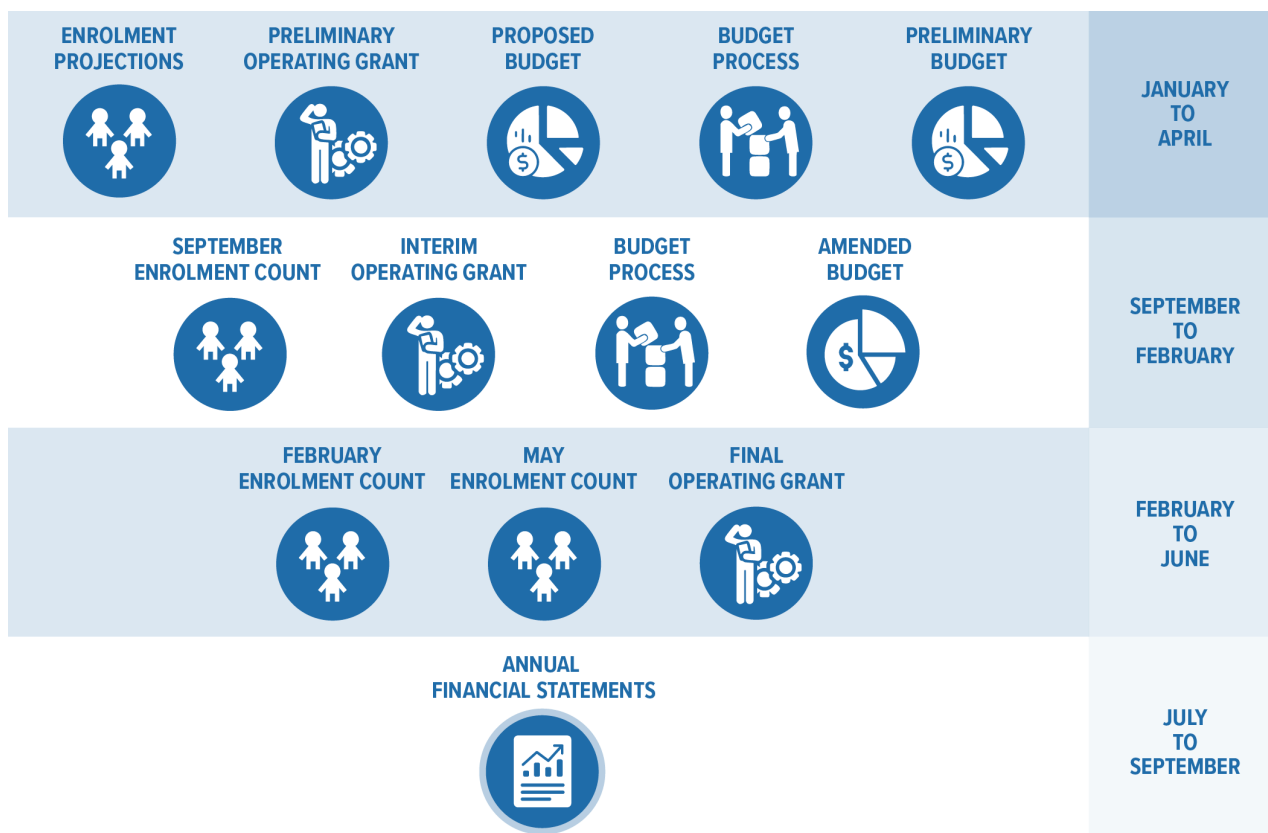 ENROLMENT
PROJECTIONS
PRELIMINARY
OPERATING GRANT
PROPOSED
BUDGET
BUDGET
PROCESS
PRELIMINARY
BUDGET
JANUARY
TO
APRIL
$
$
SEPTEMBER
ENROLMENT COUNT
INTERIM
OPERATING GRANT
BUDGET
PROCESS
AMENDED
BUDGET
SEPTEMBER
TO
FEBRUARY
$
FEBRUARY
ENROLMENT COUNT
MAY
ENROLMENT COUNT
FINAL
OPERATING GRANT
FEBRUARY
TO
JUNE
ANNUAL
FINANCIAL STATEMENTS
JULY
TO
SEPTEMBER